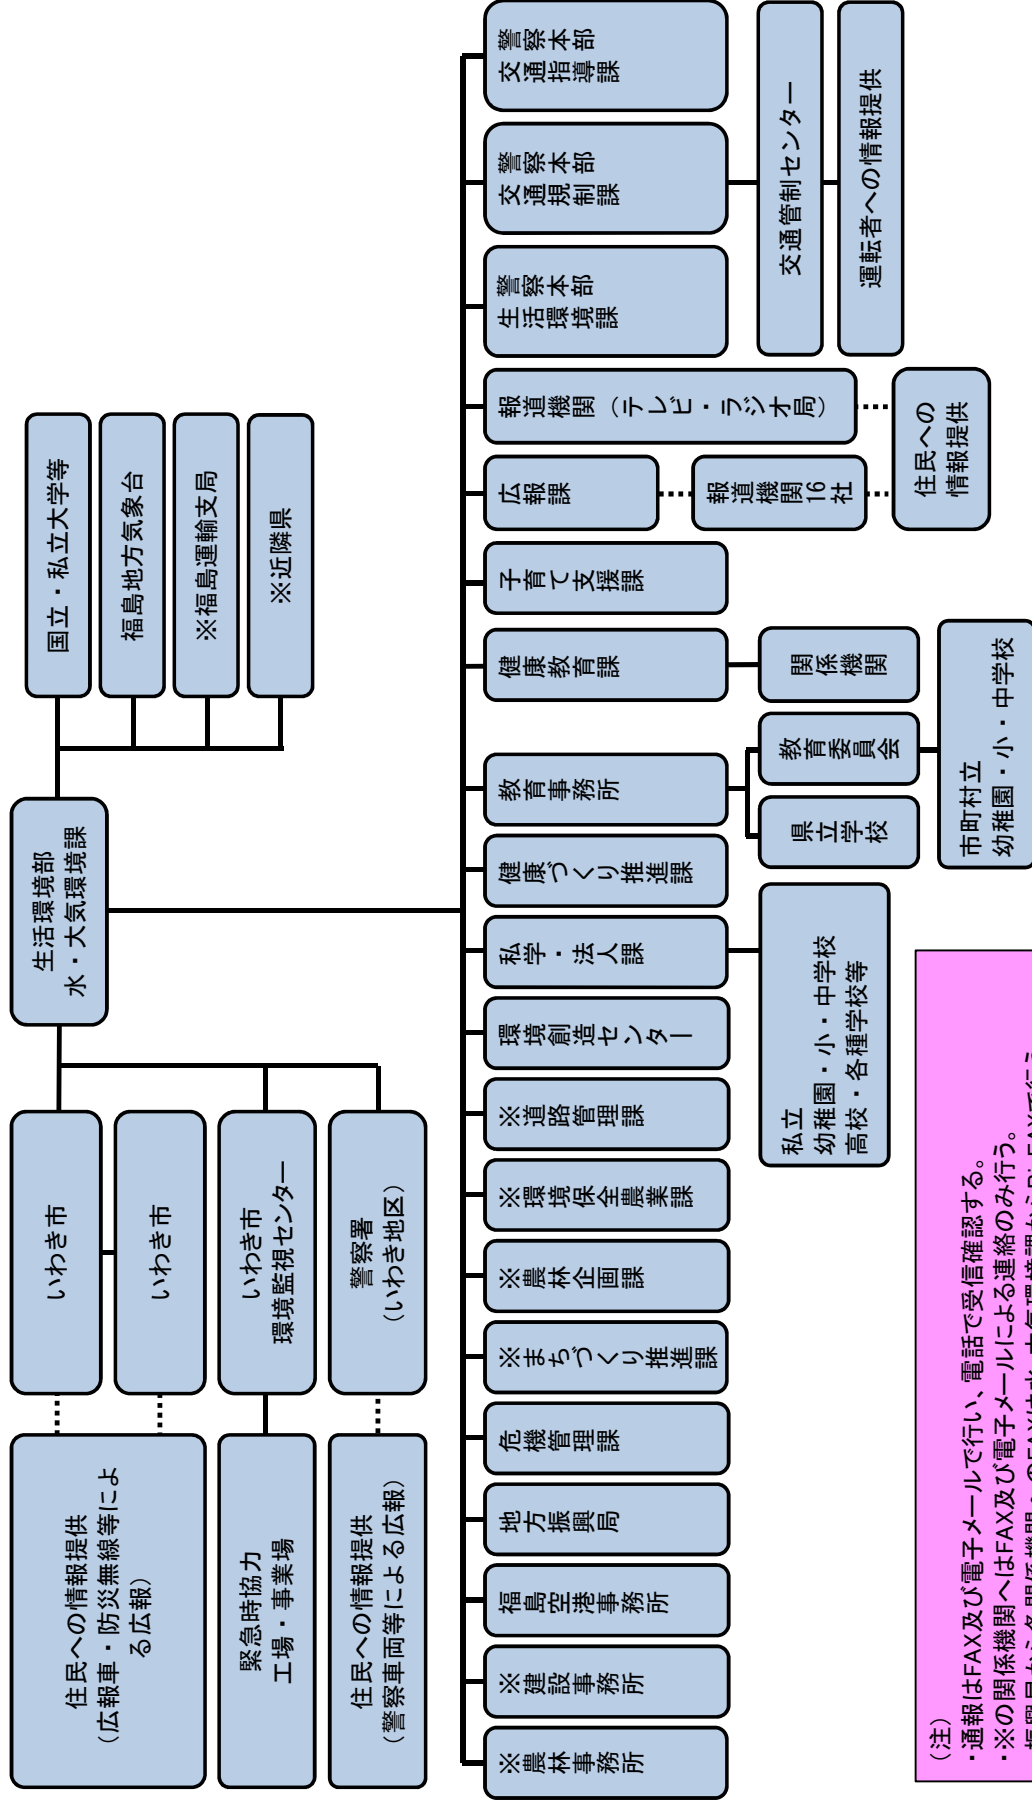 生活環境部
水・大気環境課
国立・私立大学等
福島地方気象台
※福島運輸支局
※近隣県
いわき市
いわき市
いわき市
環境監視センター
警察署
（いわき地区）
住民への情報提供
（広報車・防災無線等によ
る広報）
緊急時協力
工場・事業場
住民への情報提供
（警察車両等による広報）
※農林事務所
※建設事務所
福島空港事務所
地方振興局
危機管理課
※まちづくり推進課
※農林企画課
※環境保全農業課
※道路管理課
環境創造センター
私学・法人課
健康づくり推進課
教育事務所
健康教育課
子育て支援課
広報課
報道機関（テレビ・ラジオ局）
警察本部
生活環境課
警察本部
交通規制課
警察本部
交通指導課
私立
幼稚園・小・中学校
高校・各種学校等
県立学校
教育委員会
関係機関
市町村立
幼稚園・小・中学校
報道機関16社
住民への
情報提供
交通管制センター
運転者への情報提供
（注）
・通報はFAX及び電子メールで行い、電話で受信確認する。
・※の関係機関へはFAX及び電子メールによる連絡のみ行う。